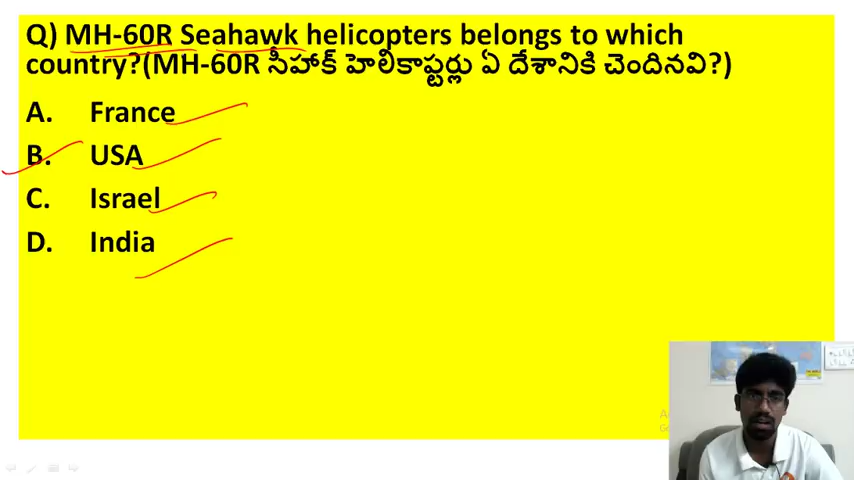 Q) MH-60R Seahawk helicopters belongs to which
country?(MH-60R సీహాక్ హెలికాప్టర్లు ఏ దేశానికి చెందినవి?)
A. France
B. USA
C. Israel
D. India